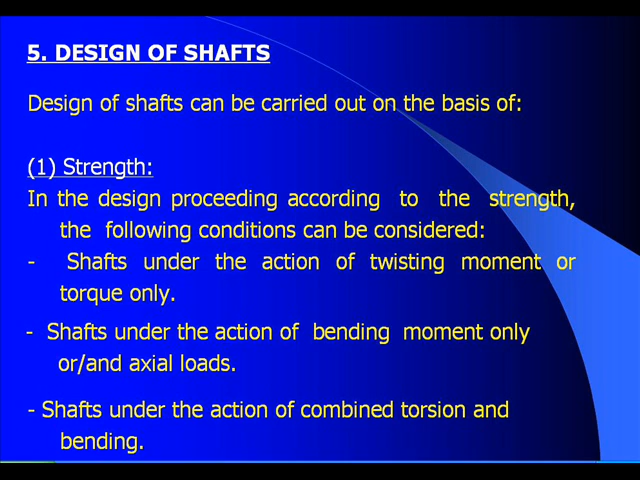 5. DESIGN OF SHAFTS
Design of shafts can be carried out on the basis of:
(1) Strength:
In the design proceeding according to the strength,
the following conditions can be considered:
- Shafts under the action of twisting moment or
torque only.
- Shafts under the action of bending moment only
or/and axial loads.
- Shafts under the action of combined torsion and
bending.